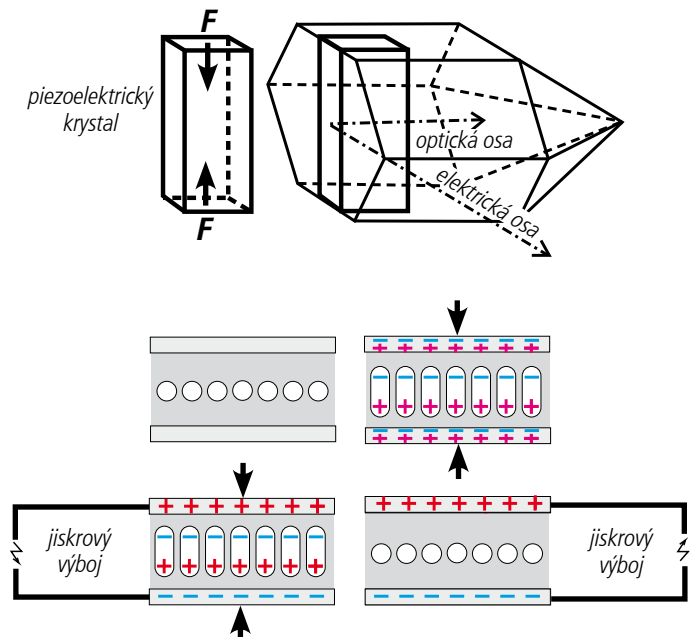 F
piezoelektrický
krystal
F
optická osa
elektrická osa
jiskrový
výboj
jiskrový
výboj